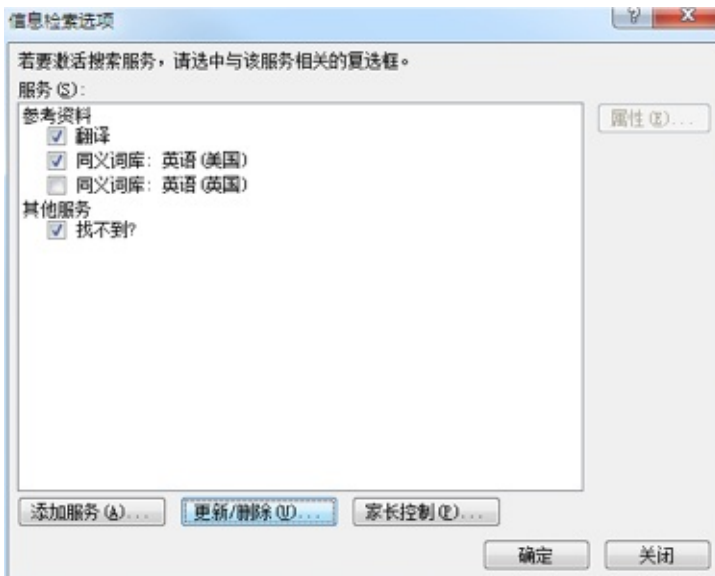 信息检索选项
若要激活搜索服务，请选中与该服务相关的复选框。
服务(S):
属性(E)...
参考资料
翻译
同义词库: 英语(美国)
同义词库: 英语(英国)
其他服务
找不到?
添加服务(A)...
更新/删除(U)...
家长控制(P)...
确定
关闭